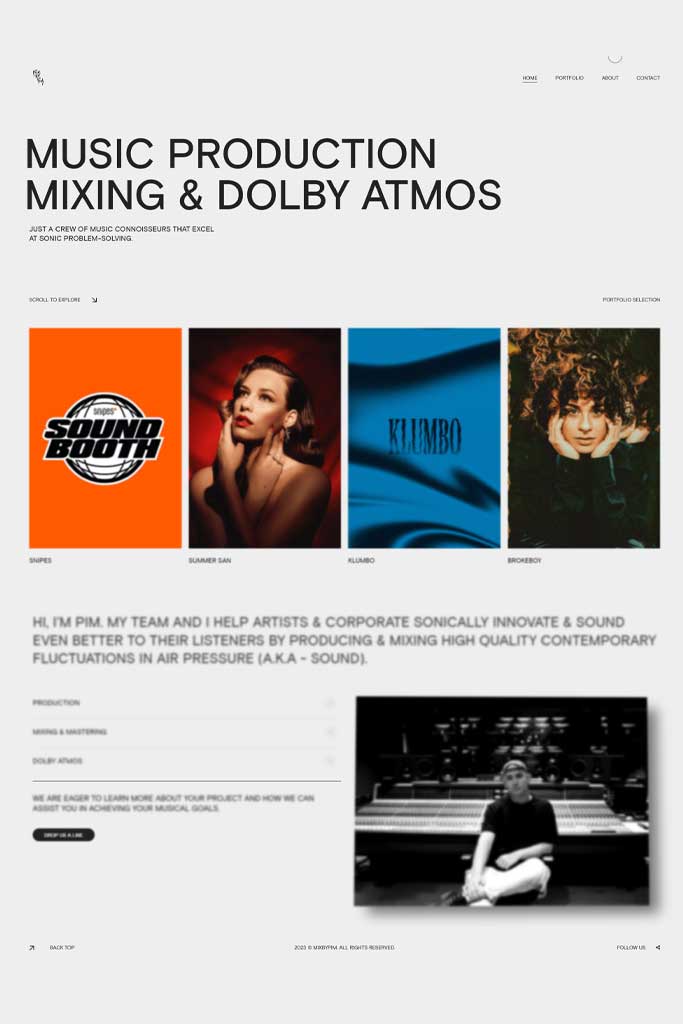 HOME PORTFOLIO ABOUT CONTACT
MUSIC PRODUCTION
MIXING & DOLBY ATMOS
JUST A CREW OF MUSIC CONNOISSEURS THAT EXCEL
AT SONIC PROBLEM-SOLVING.
SCROLL TO EXPLORE PORTFOLIO SELECTION
snipes
SOUND
BOOTH
KLUMBO
SNIPES SUMMER SAN KLUMBO BROKEBOY
HI, I'M PIM. MY TEAM AND I HELP ARTISTS & CORPORATE SONICALLY INNOVATE & SOUND
EVEN BETTER TO THEIR LISTENERS BY PRODUCING & MIXING HIGH QUALITY CONTEMPORARY
FLUCTUATIONS IN AIR PRESSURE (A.K.A - SOUND).
PRODUCTION
MIXING & MASTERING
DOLBY ATMOS
WE ARE EAGER TO LEARN MORE ABOUT YOUR PROJECT AND HOW WE CAN
ASSIST YOU IN ACHIEVING YOUR MUSICAL GOALS.
DROP US A LINE
BACK TOP 2023 © MIXBYPIM. ALL RIGHTS RESERVED FOLLOW US